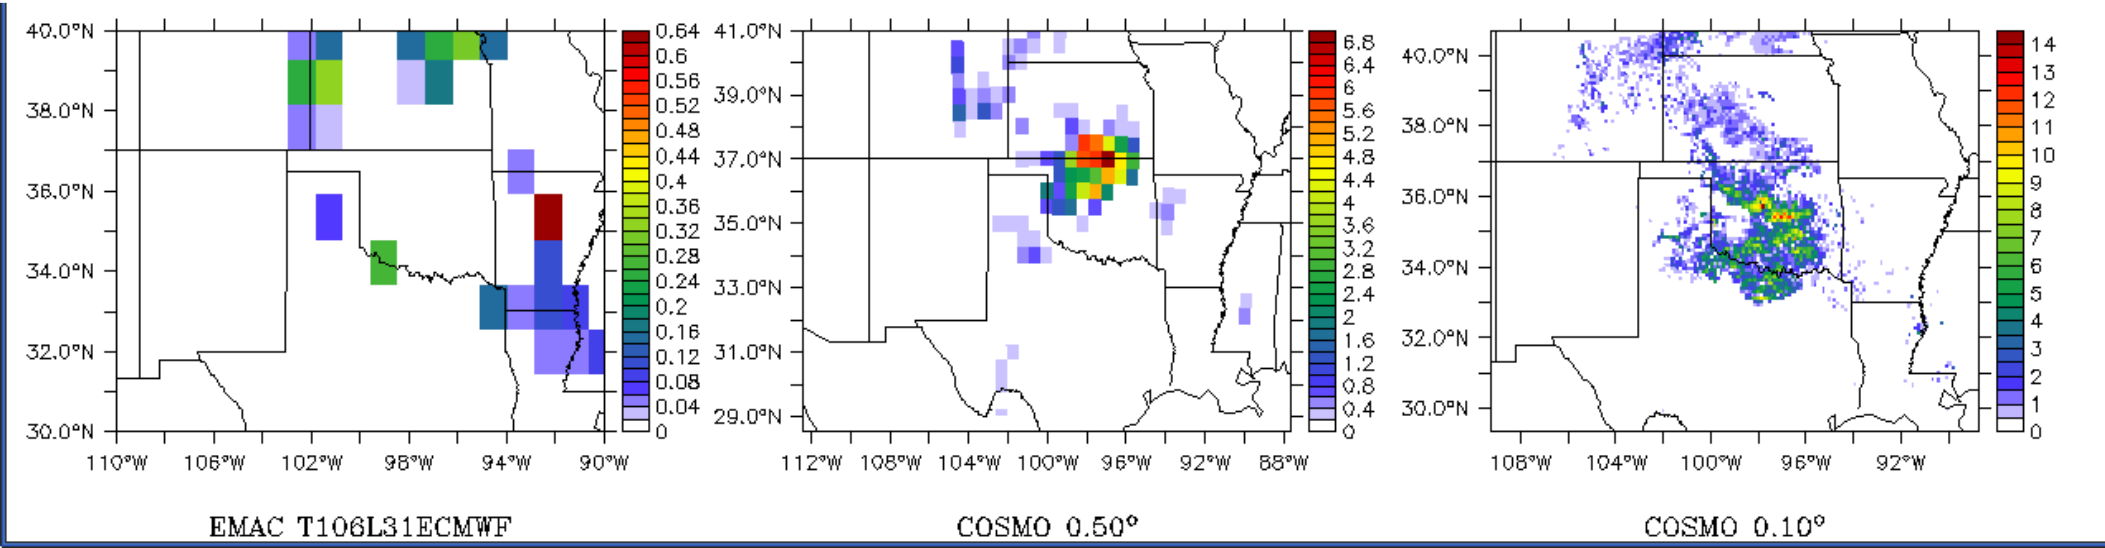 40.0°N
38.0°N
36.0°N
34.0°N
32.0°N
30.0°N
110°W 106°W 102°W 98°W 94°W 90°W
0.64
0.6
0.56
0.52
0.48
0.44
0.4
0.36
0.32
0.28
0.24
0.2
0.16
0.12
0.08
0.04
0
EMAC T106L31ECMWF
41.0°N
39.0°N
37.0°N
35.0°N
33.0°N
31.0°N
29.0°N
112°W 108°W 104°W 100°W 96°W 92°W 88°W
6.8
6.4
6
5.6
5.2
4.8
4.4
4
3.6
3.2
2.8
2.4
2
1.6
1.2
0.8
0.4
0
COSMO 0.50°
40.0°N
38.0°N
36.0°N
34.0°N
32.0°N
30.0°N
108°W 104°W 100°W 96°W 92°W
14
13
12
11
10
9
8
7
6
5
4
3
2
1
0
COSMO 0.10°